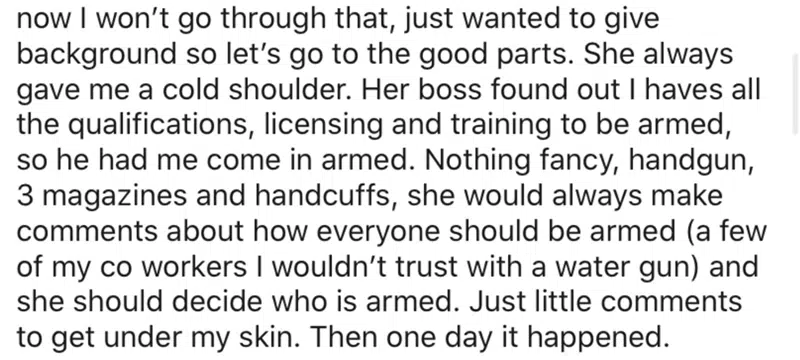 now I won’t go through that, just wanted to give
background so let’s go to the good parts. She always
gave me a cold shoulder. Her boss found out I haves all
the qualifications, licensing and training to be armed,
so he had me come in armed. Nothing fancy, handgun,
3 magazines and handcuffs, she would always make
comments about how everyone should be armed (a few
of my co workers I wouldn’t trust with a water gun) and
she should decide who is armed. Just little comments
to get under my skin. Then one day it happened.